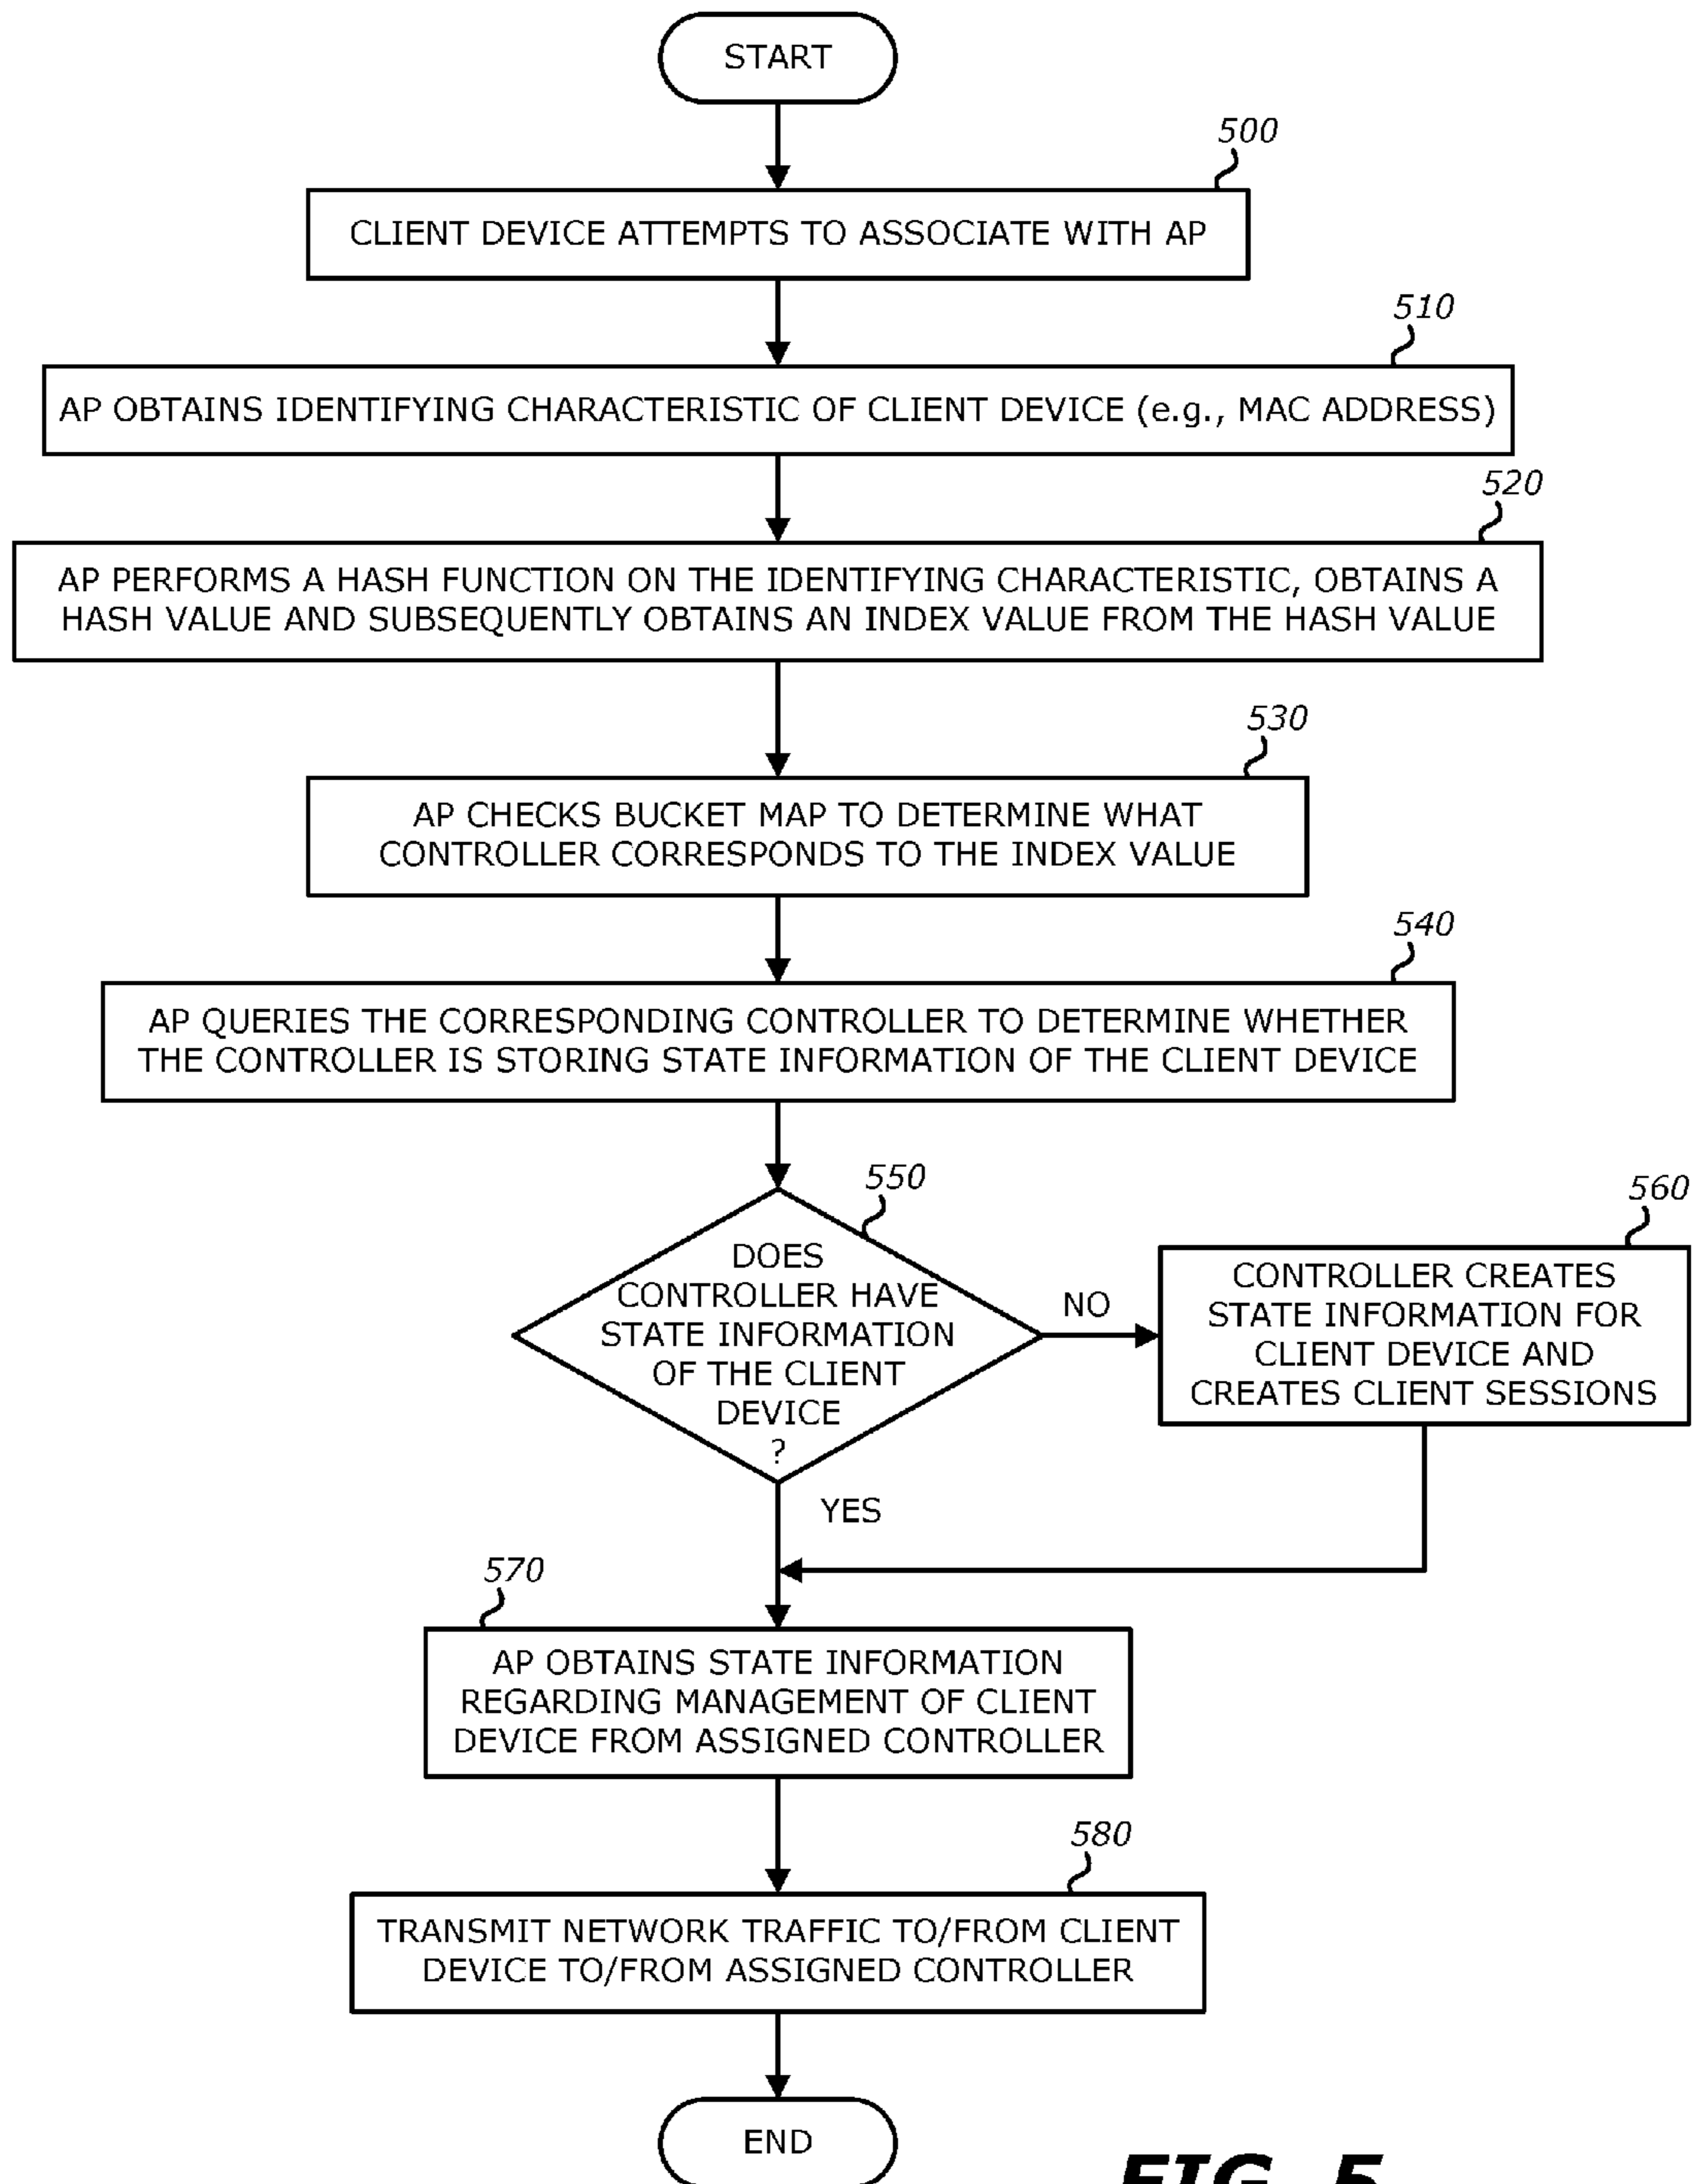 START
500
CLIENT DEVICE ATTEMPTS TO ASSOCIATE WITH AP
510
AP OBTAINS IDENTIFYING CHARACTERISTIC OF CLIENT DEVICE (e.g., MAC ADDRESS)
520
AP PERFORMS A HASH FUNCTION ON THE IDENTIFYING CHARACTERISTIC, OBTAINS A
HASH VALUE AND SUBSEQUENTLY OBTAINS AN INDEX VALUE FROM THE HASH VALUE
530
AP CHECKS BUCKET MAP TO DETERMINE WHAT
CONTROLLER CORRESPONDS TO THE INDEX VALUE
540
AP QUERIES THE CORRESPONDING CONTROLLER TO DETERMINE WHETHER
THE CONTROLLER IS STORING STATE INFORMATION OF THE CLIENT DEVICE
550
DOES
CONTROLLER HAVE
STATE INFORMATION
OF THE CLIENT
DEVICE
?
NO
560
CONTROLLER CREATES
STATE INFORMATION FOR
CLIENT DEVICE AND
CREATES CLIENT SESSIONS
YES
570
AP OBTAINS STATE INFORMATION
REGARDING MANAGEMENT OF CLIENT
DEVICE FROM ASSIGNED CONTROLLER
580
TRANSMIT NETWORK TRAFFIC TO/FROM CLIENT
DEVICE TO/FROM ASSIGNED CONTROLLER
END
FIG. 5